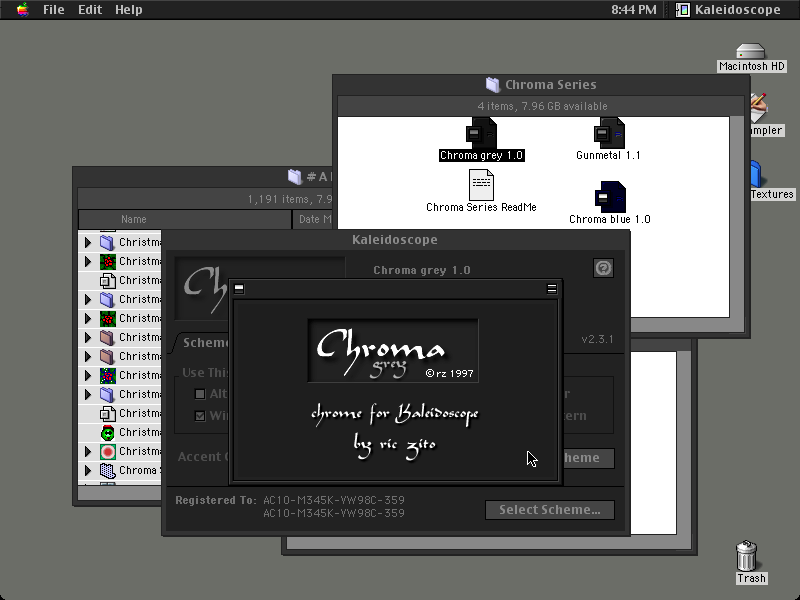 File Edit Help
8:44 PM Kaleidoscope
Macintosh HD
Chroma Series
4 items, 7.96 GB available
Chroma grey 1.0
Gunmetal 1.1
Chroma Series ReadMe
Chroma blue 1.0
Textures
1,191 items, 7.9
Name
Date M
Christma
Christma
Christma
Christma
Christma
Christma
Christma
Christma
Christma
Christma
Christma
Christma
Chroma S
Kaleidoscope
Ch
Chroma grey 1.0
v2.3.1
Scheme
Use This
Alt
Wi
Accent C
heme
Chroma
grey
© rz 1997
chrome for Kaleidoscope
by ric zito
Registered To: AC10-M345K-YW98C-359
AC10-M345K-YW98C-359
Select Scheme...
Trash